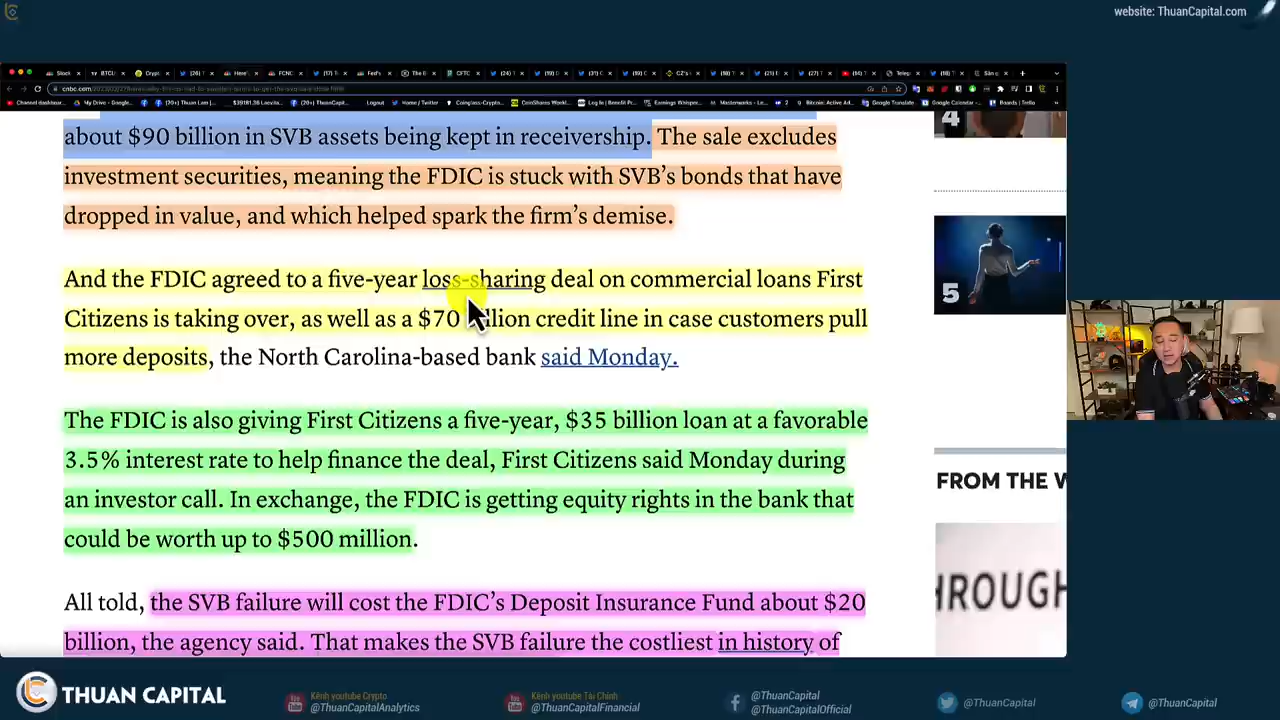 website: ThuanCapital.com
about $90 billion in SVB assets being kept in receivership. The sale excludes
investment securities, meaning the FDIC is stuck with SVB’s bonds that have
dropped in value, and which helped spark the firm’s demise.
And the FDIC agreed to a five-year loss-sharing deal on commercial loans First
Citizens is taking over, as well as a $70 billion credit line in case customers pull
more deposits, the North Carolina-based bank said Monday.
The FDIC is also giving First Citizens a five-year, $35 billion loan at a favorable
3.5% interest rate to help finance the deal, First Citizens said Monday during
an investor call. In exchange, the FDIC is getting equity rights in the bank that
could be worth up to $500 million.
All told, the SVB failure will cost the FDIC’s Deposit Insurance Fund about $20
billion, the agency said. That makes the SVB failure the costliest in history of
4
5
FROM THE W
HROUGH
THUAN CAPITAL
Kênh youtube Crypto
@ThuanCapitalAnalytics
Kênh youtube Tài Chính
@ThuanCapitalFinancial
@ThuanCapital
@ThuanCapitalOfficial
@ThuanCapital
@ThuanCapital